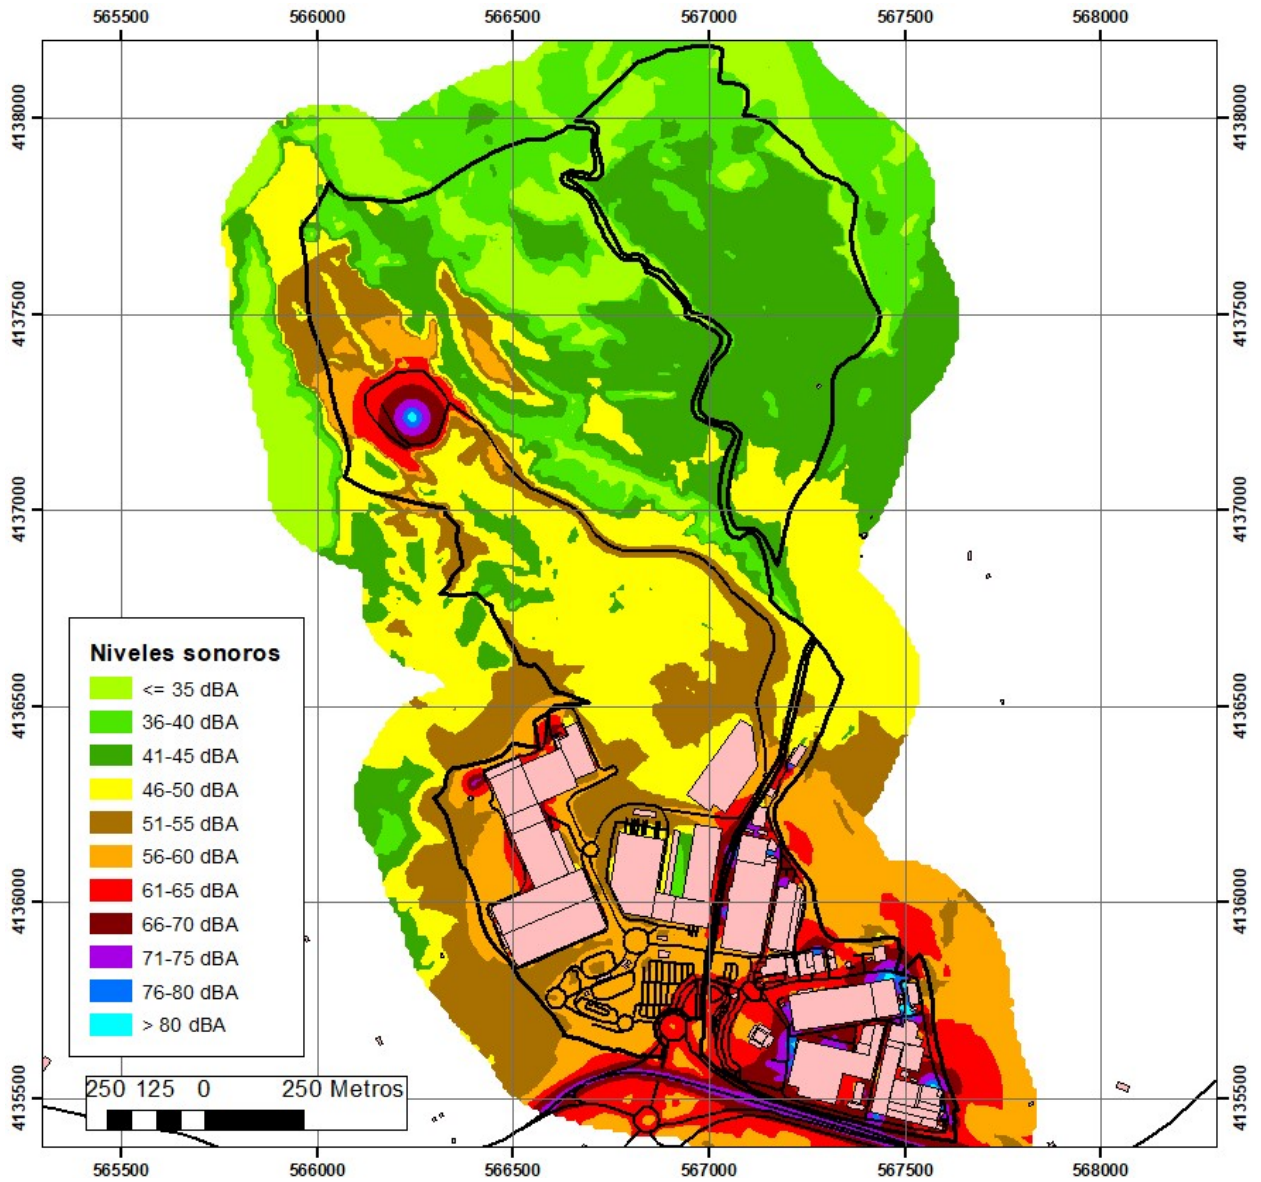 565500 566000 566500 567000 567500 568000
4138000 4138000
4137500 4137500
4137000 4137000
4136500 4136500
4136000 4136000
4135500 4135500
Niveles sonoros
<= 35 dBA
36-40 dBA
41-45 dBA
46-50 dBA
51-55 dBA
56-60 dBA
61-65 dBA
66-70 dBA
71-75 dBA
76-80 dBA
> 80 dBA
250 125 0 250 Metros
565500 566000 566500 567000 567500 568000